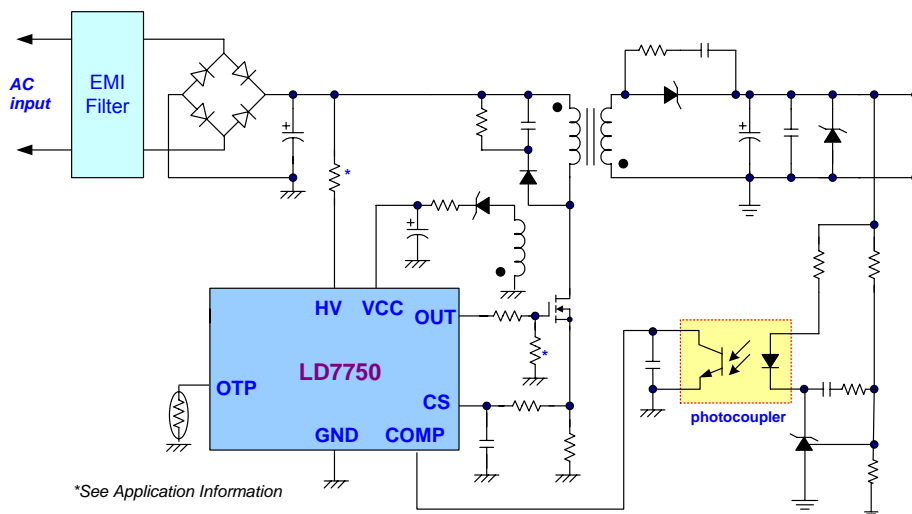 AC
input
EMI
Filter
+
+
+
*
HV
VCC
OUT
*
LD7750
OTP
CS
GND
COMP
photocoupler
*See Application Information